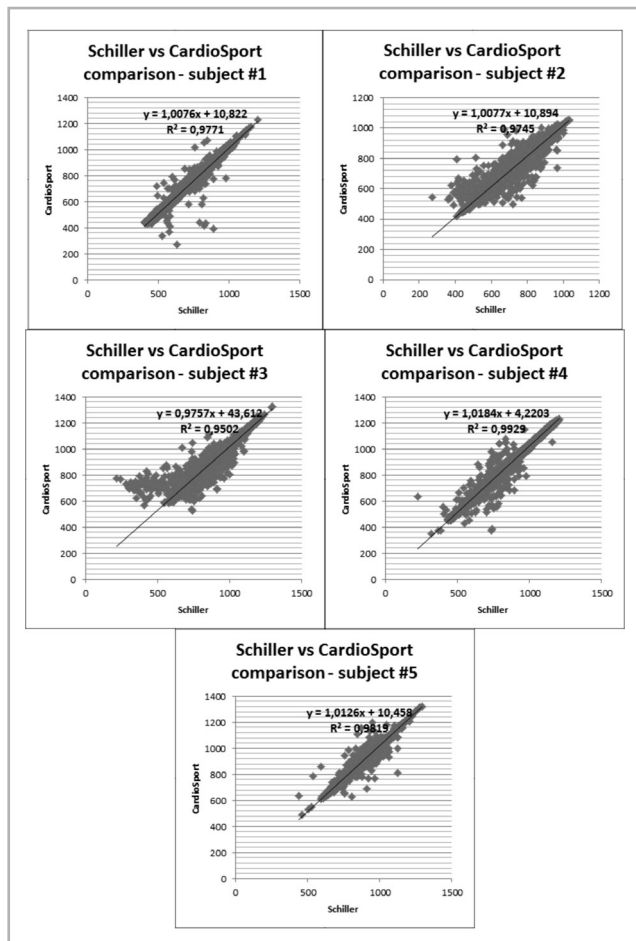 Schiller vs CardioSport
comparison - subject #1
1400
1200
1000
800
600
400
200
0
y = 1,0076x + 10,822
R² = 0,9771
CardioSport
0
500
1000
1500
Schiller
Schiller vs CardioSport
comparison - subject #2
1200
1000
800
600
400
200
0
y = 1,0077x + 10,894
R² = 0,9745
CardioSport
0
200
400
600
800
1000
1200
Schiller
Schiller vs CardioSport
comparison - subject #3
1400
1200
1000
800
600
400
200
0
y = 0,9757x + 43,612
R² = 0,9502
CardioSport
0
500
1000
1500
Schiller
Schiller vs CardioSport
comparison - subject #4
1400
1200
1000
800
600
400
200
0
y = 1,0184x + 4,2203
R² = 0,9929
CardioSport
0
500
1000
1500
Schiller
Schiller vs CardioSport
comparison - subject #5
1400
1200
1000
800
600
400
200
0
y = 1,0126x + 10,458
R² = 0,9819
CardioSport
0
500
1000
1500
Schiller